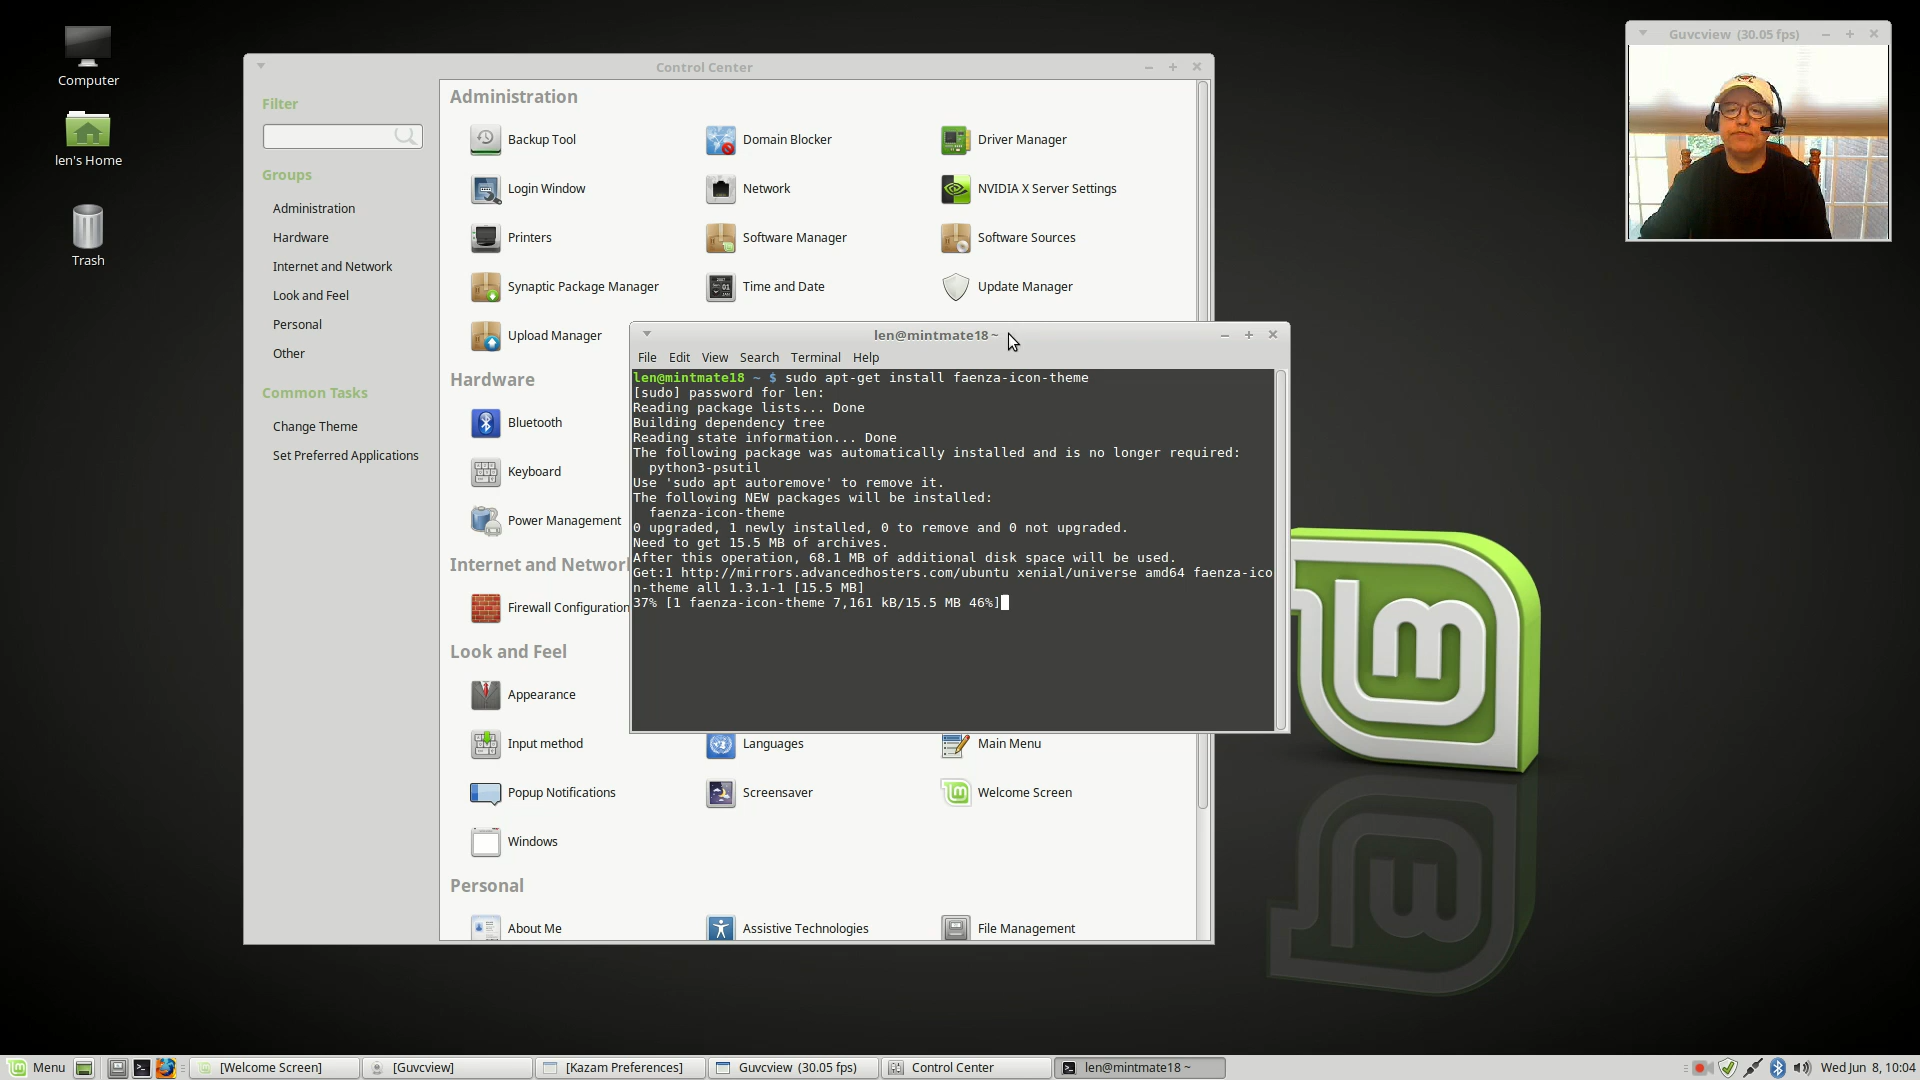 Computer
len's Home
Trash
Control Center
Filter
Groups
Administration
Hardware
Internet and Network
Look and Feel
Personal
Other
Common Tasks
Change Theme
Set Preferred Applications
Administration
Backup Tool
Domain Blocker
Driver Manager
Login Window
Network
NVIDIA X Server Settings
Printers
Software Manager
Software Sources
Synaptic Package Manager
Time and Date
Update Manager
Upload Manager
Hardware
Bluetooth
Keyboard
Power Management
Internet and Networ
Firewall Configuration
Look and Feel
Appearance
Input method
Languages
Main Menu
Popup Notifications
Screensaver
Welcome Screen
Windows
Personal
About Me
Assistive Technologies
File Management
len@mintmate18 ~
File Edit View Search Terminal Help
len@mintmate18 ~ $ sudo apt-get install faenza-icon-theme
[sudo] password for len:
Reading package lists... Done
Building dependency tree
Reading state information... Done
The following package was automatically installed and is no longer required:
python3-psutil
Use 'sudo apt autoremove' to remove it.
The following NEW packages will be installed:
faenza-icon-theme
0 upgraded, 1 newly installed, 0 to remove and 0 not upgraded.
Need to get 15.5 MB of archives.
After this operation, 68.1 MB of additional disk space will be used.
Get:1 http://mirrors.advancedhosters.com/ubuntu xenial/universe amd64 faenza-ico
n-theme all 1.3.1-1 [15.5 MB]
37% [1 faenza-icon-theme 7,161 kB/15.5 MB 46%]
Guvcview (30.05 fps)
Menu
[Welcome Screen]
[Guvcview]
[Kazam Preferences]
Guvcview (30.05 fps)
Control Center
len@mintmate18 ~
Wed Jun 8, 10:04